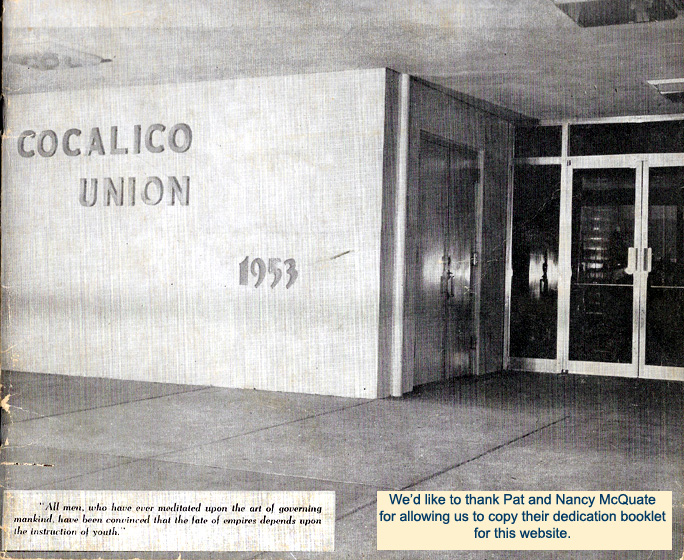 COCALICO
UNION
1953
"All men, who have ever meditated upon the art of governing
mankind, have been convinced that the fate of empires depends upon
the instruction of youth."
We'd like to thank Pat and Nancy McQuate
for allowing us to copy their dedication booklet
for this website.